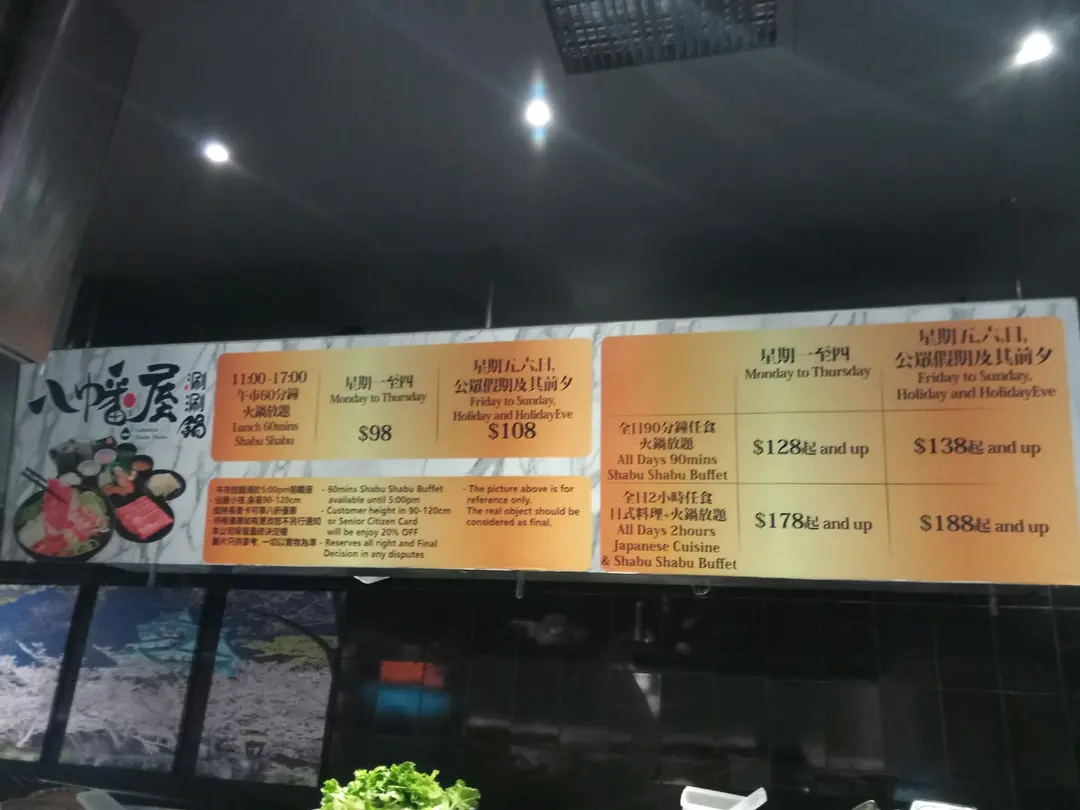 八幡屋
涮涮鍋
11:00-17:00
午市60分鐘
火鍋放題
Lunch 60mins
Shabu Shabu
星期一至四
Monday to Thursday
$98
星期五六日,
公眾假期及其前夕
Friday to Sunday,
Holiday and HolidayEve
$108
- 60mins Shabu Shabu Buffet
available until 5:00pm
- Customer height in 90-120cm
or Senior Citizen Card
will be enjoy 20% OFF
- Reserves all right and Final
Decision in any disputes
- The picture above is for
reference only.
The real object should be
considered as final.
星期一至四
Monday to Thursday
星期五六日,
公眾假期及其前夕
Friday to Sunday,
Holiday and HolidayEve
全日90分鐘任食
火鍋放題
All Days 90mins
Shabu Shabu Buffet
$128起 and up
$138起 and up
全日2小時任食
日式料理+火鍋放題
All Days 2hours
Japanese Cuisine
& Shabu Shabu Buffet
$178起 and up
$188起 and up